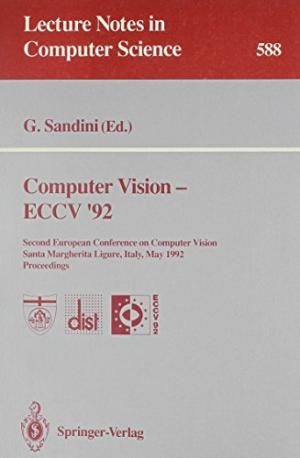 Lecture Notes in
Computer Science
588
G. Sandini (Ed.)
Computer Vision –
ECCV '92
Second European Conference on Computer Vision
Santa Margherita Ligure, Italy, May 1992
Proceedings
dist
ECCV92
Springer-Verlag